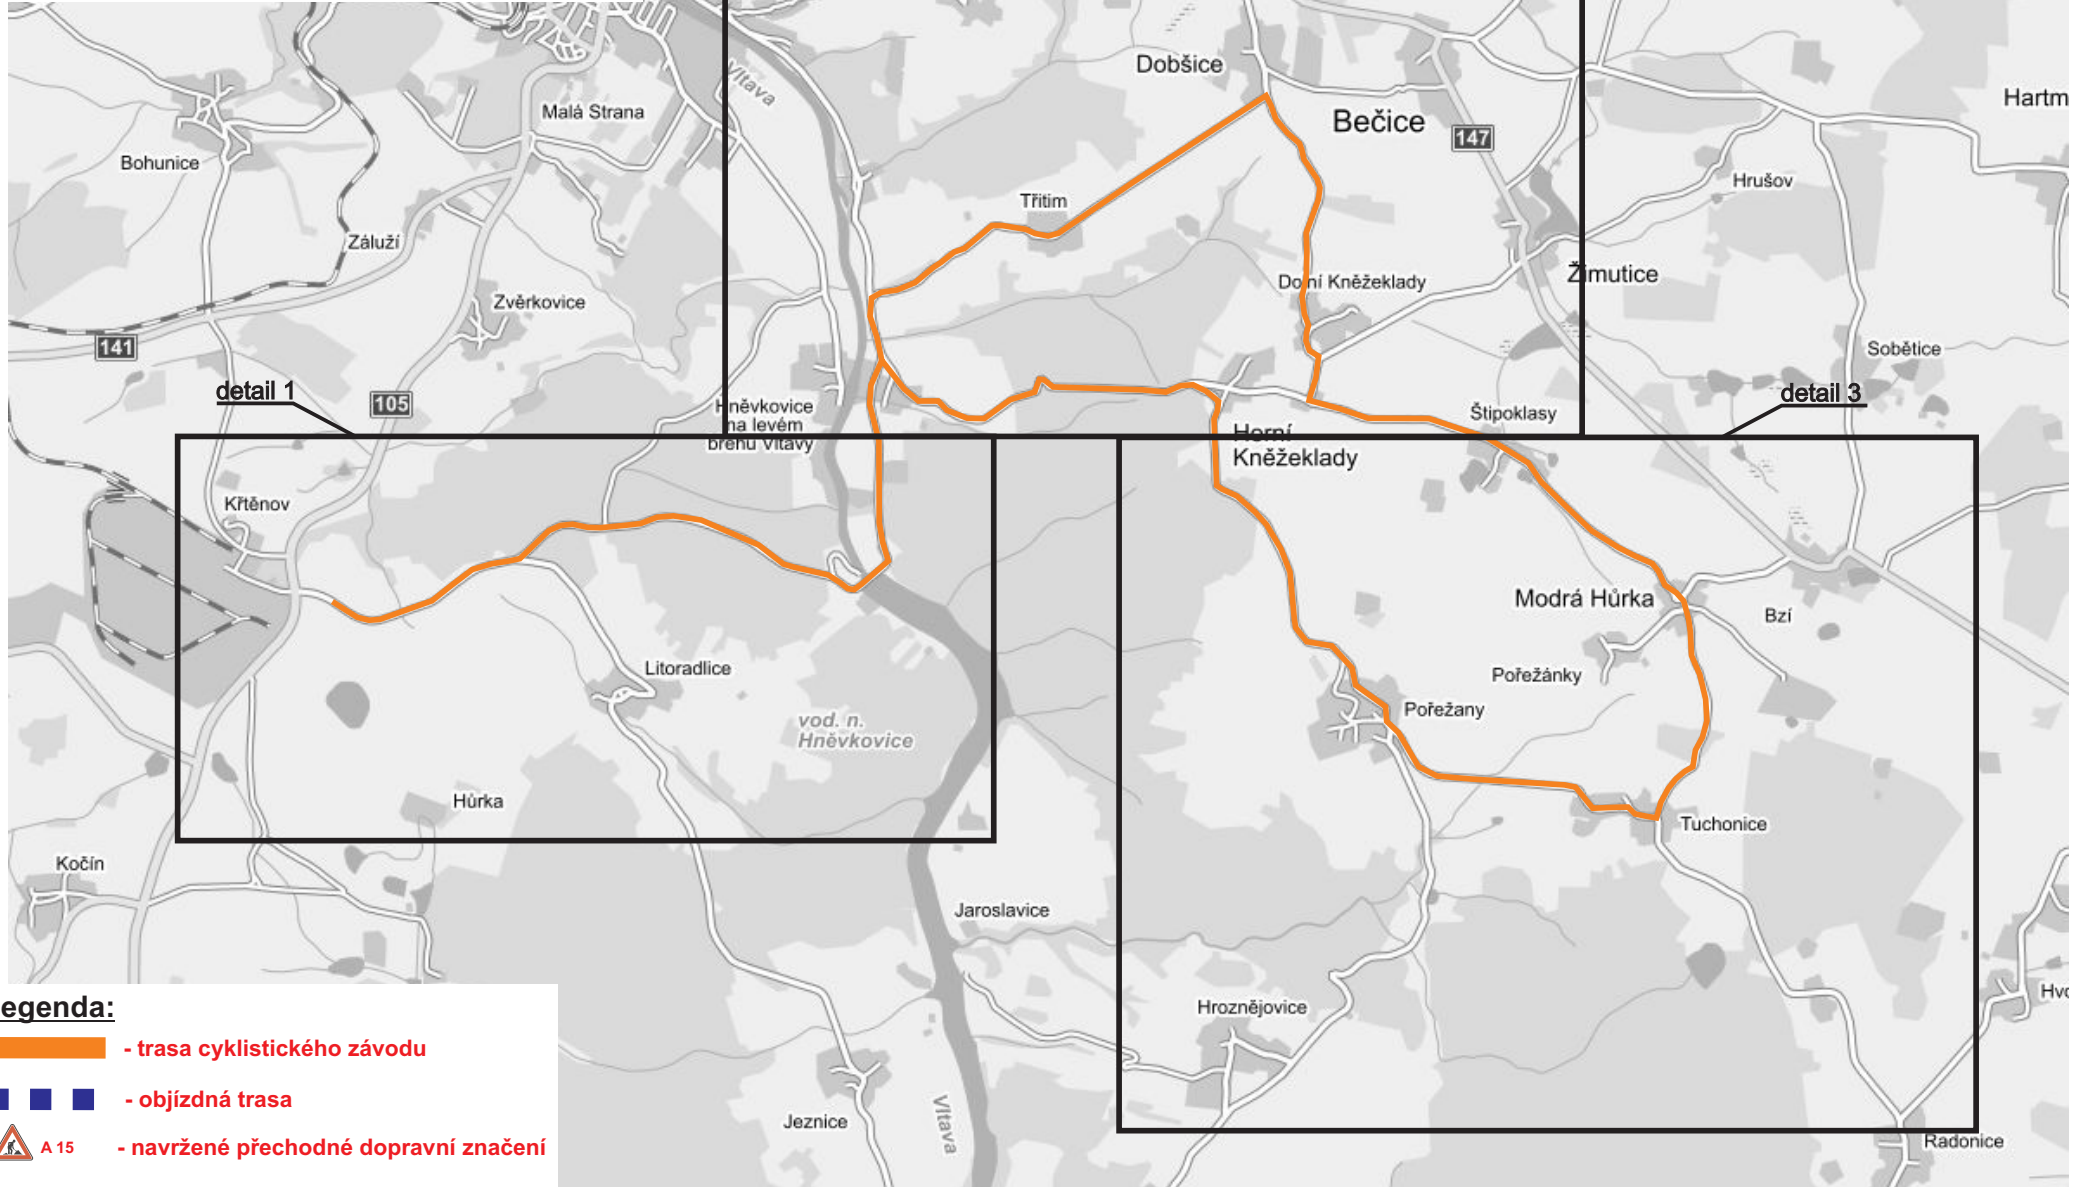 Dobšice
Vltava
Hartm
Malá Strana
Bečice
147
Bohunice
Hrušov
Třitim
Záluží
Dolní Kněžeklady
Žimutice
Zvěrkovice
141
Sobětice
detail 1
105
detail 3
Hněvkovice
na levém
břehu Vltavy
Štipoklasy
Horní
Kněžeklady
Křtěnov
Modrá Hůrka
Bzí
Litoradlice
Pořežánky
Pořežany
vod. n.
Hněvkovice
Hůrka
Tuchonice
Kočín
Jaroslavice
Hvo
Hroznějovice
egenda:
- trasa cyklistického závodu
- objízdná trasa
A 15 - navržené přechodné dopravní značení
Jeznice
Vltava
Radonice